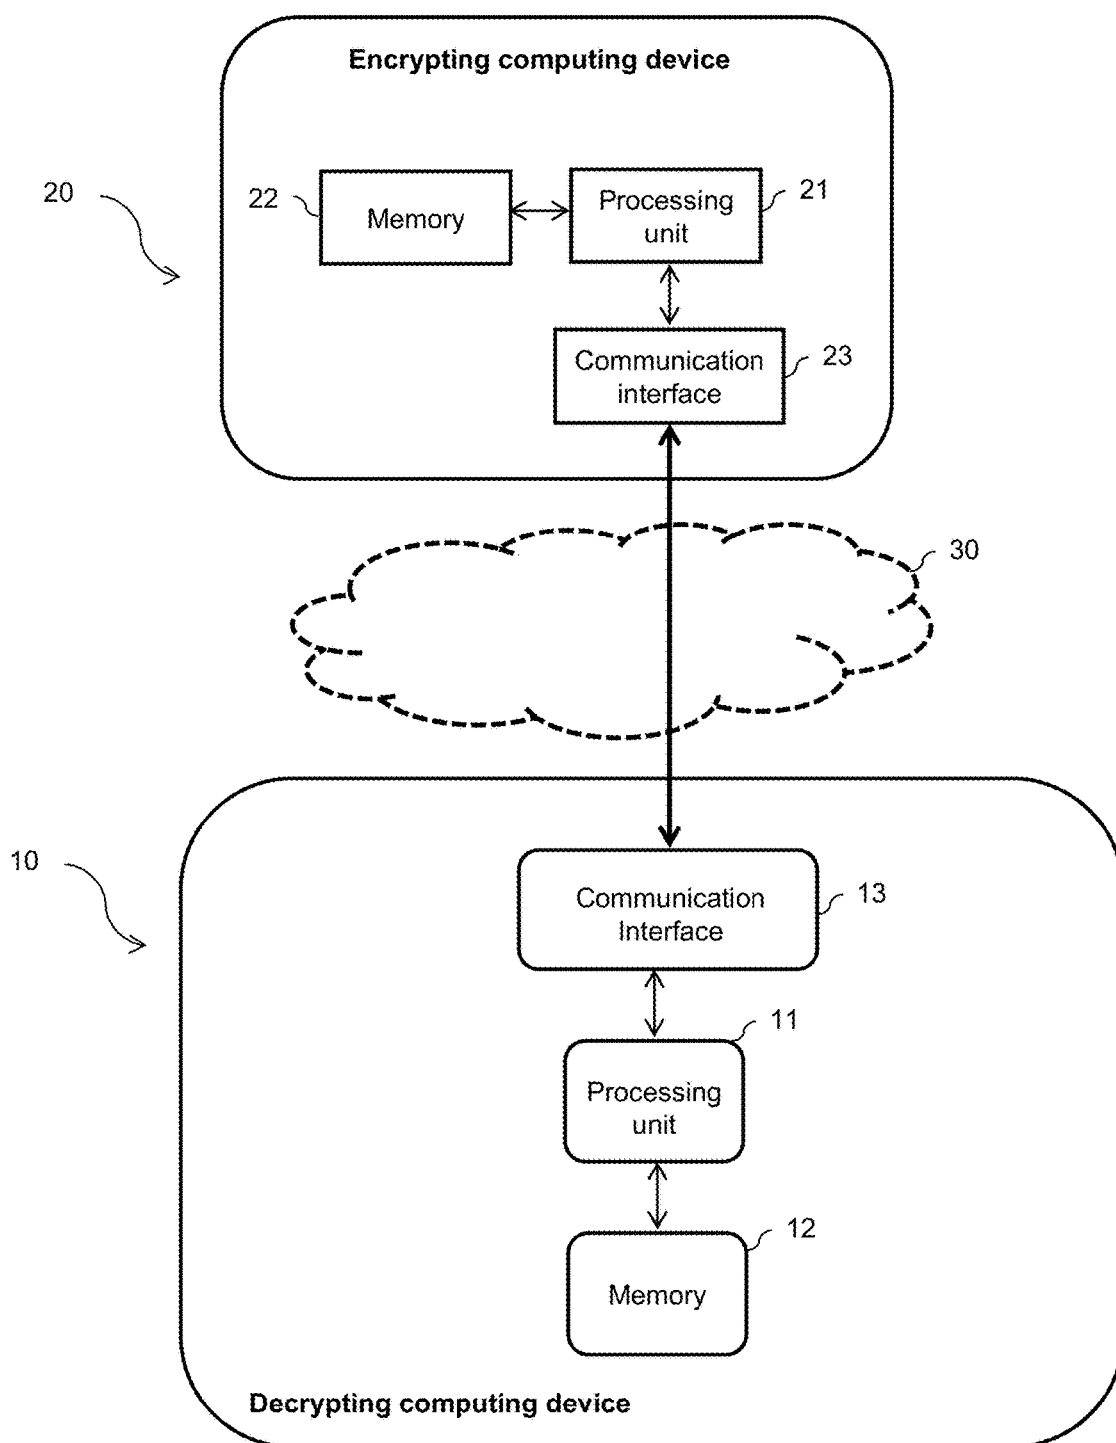 Encrypting computing device
20
22
Memory
Processing
unit
21
Communication
interface
23
30
10
Communication
Interface
13
11
Processing
unit
12
Memory
Decrypting computing device